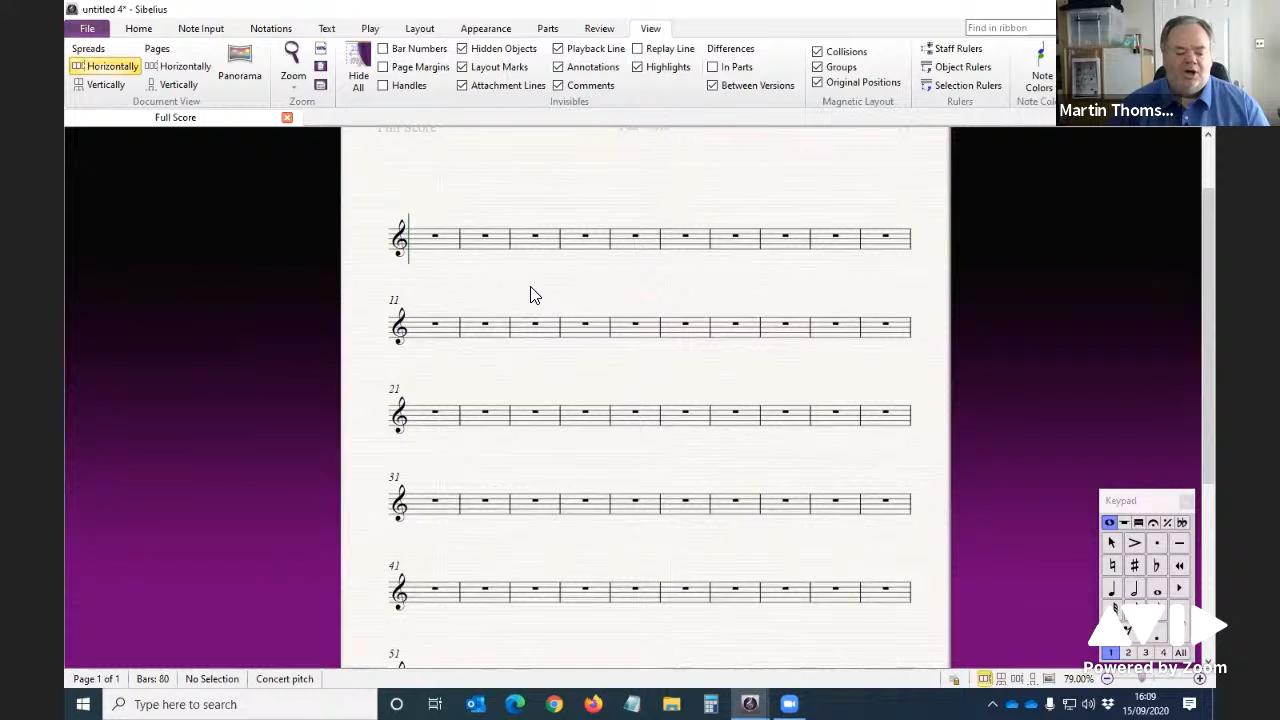 untitled 4* - Sibelius
File Home Note Input Notations Text Play Layout Appearance Parts Review View Find in ribbon
Spreads Pages Bar Numbers Hidden Objects Playback Line Replay Line Differences Collisions Staff Rulers
Horizontally Horizontally Panorama Zoom Hide All Page Margins Layout Marks Annotations Highlights In Parts Groups Object Rulers Note Colors
Vertically Vertically Handles Attachment Lines Comments Between Versions Original Positions Selection Rulers
Document View Zoom Invisibles Magnetic Layout Rulers Note Co
Martin Thoms...
Full Score
Full Score
11
21
31
41
51
Keypad
1 2 3 4 All
AVID
Powered by Zoom
Page 1 of 1 Bars: 80 No Selection Concert pitch 79.00%
Type here to search
16:09
15/09/2020